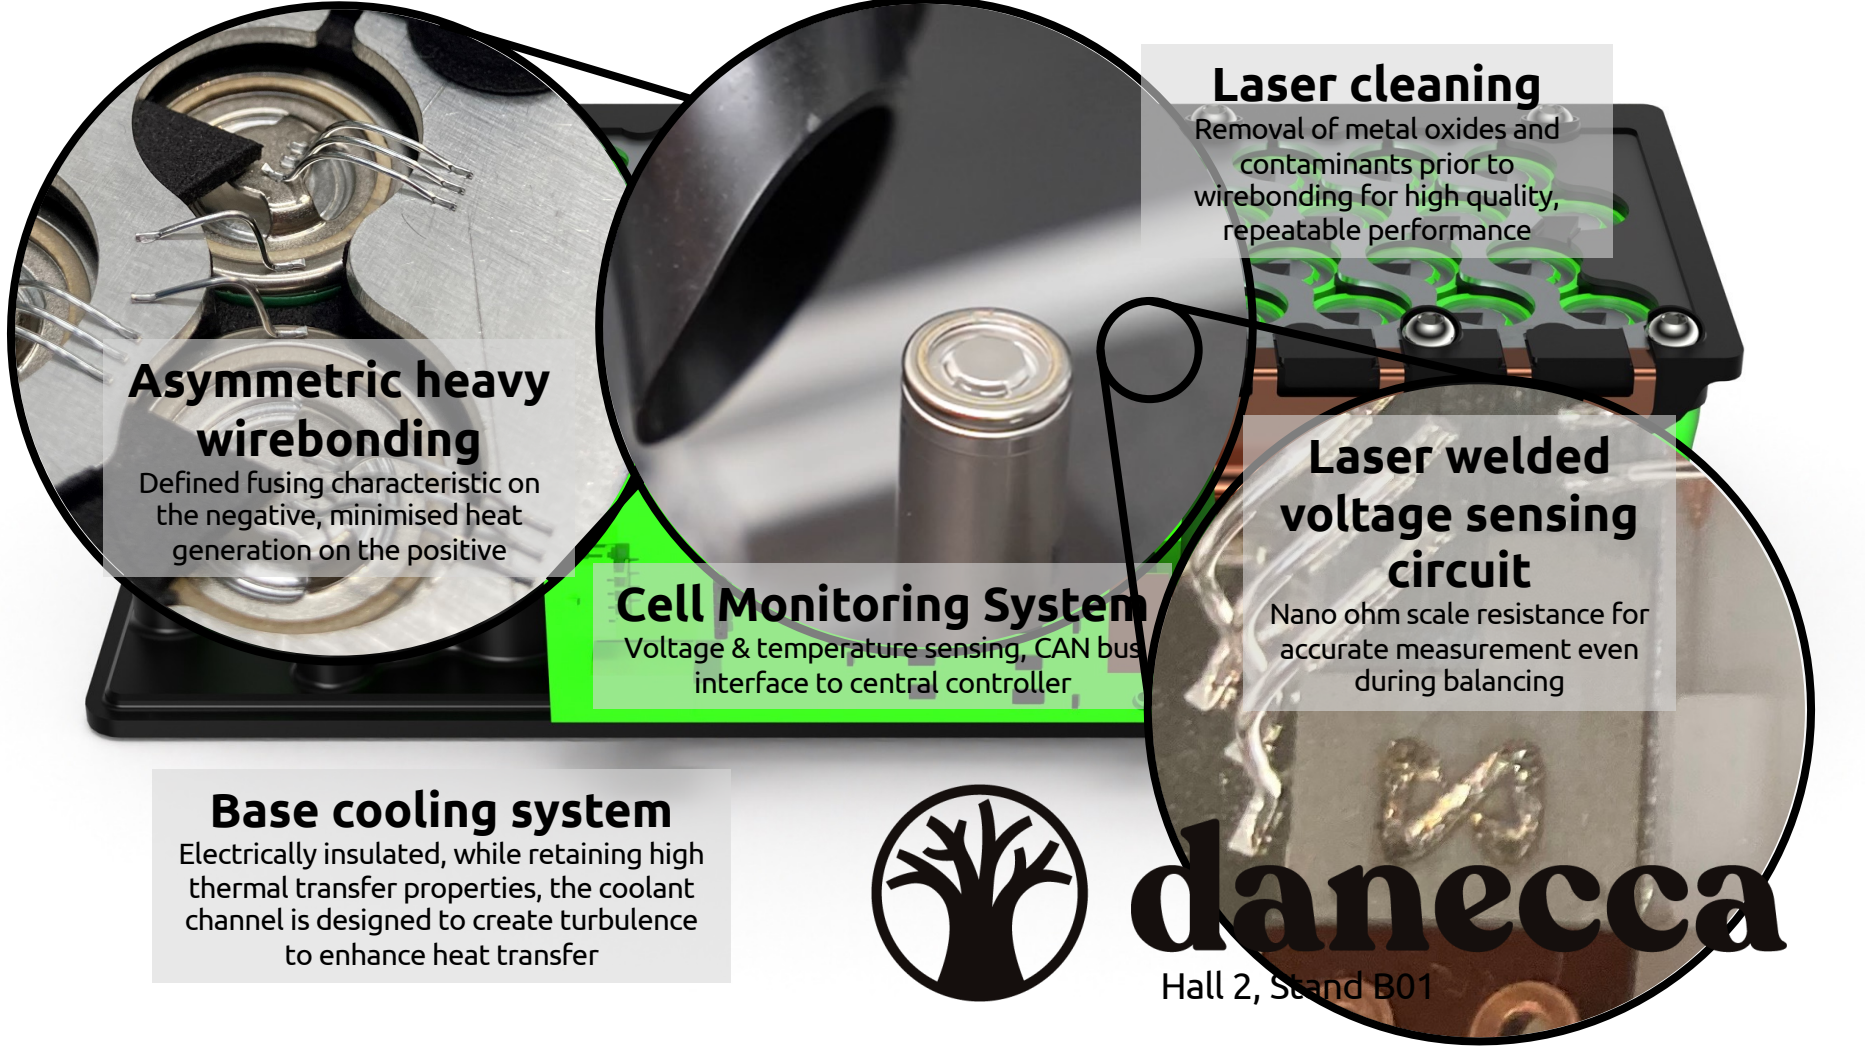 Laser cleaning
Removal of metal oxides and
contaminants prior to
wirebonding for high quality,
repeatable performance
Asymmetric heavy
wirebonding
Defined fusing characteristic on
the negative, minimised heat
generation on the positive
Laser welded
voltage sensing
circuit
Nano ohm scale resistance for
accurate measurement even
during balancing
Cell Monitoring System
Voltage & temperature sensing, CAN bus
interface to central controller
Base cooling system
Electrically insulated, while retaining high
thermal transfer properties, the coolant
channel is designed to create turbulence
to enhance heat transfer
danecca
Hall 2, Stand B01